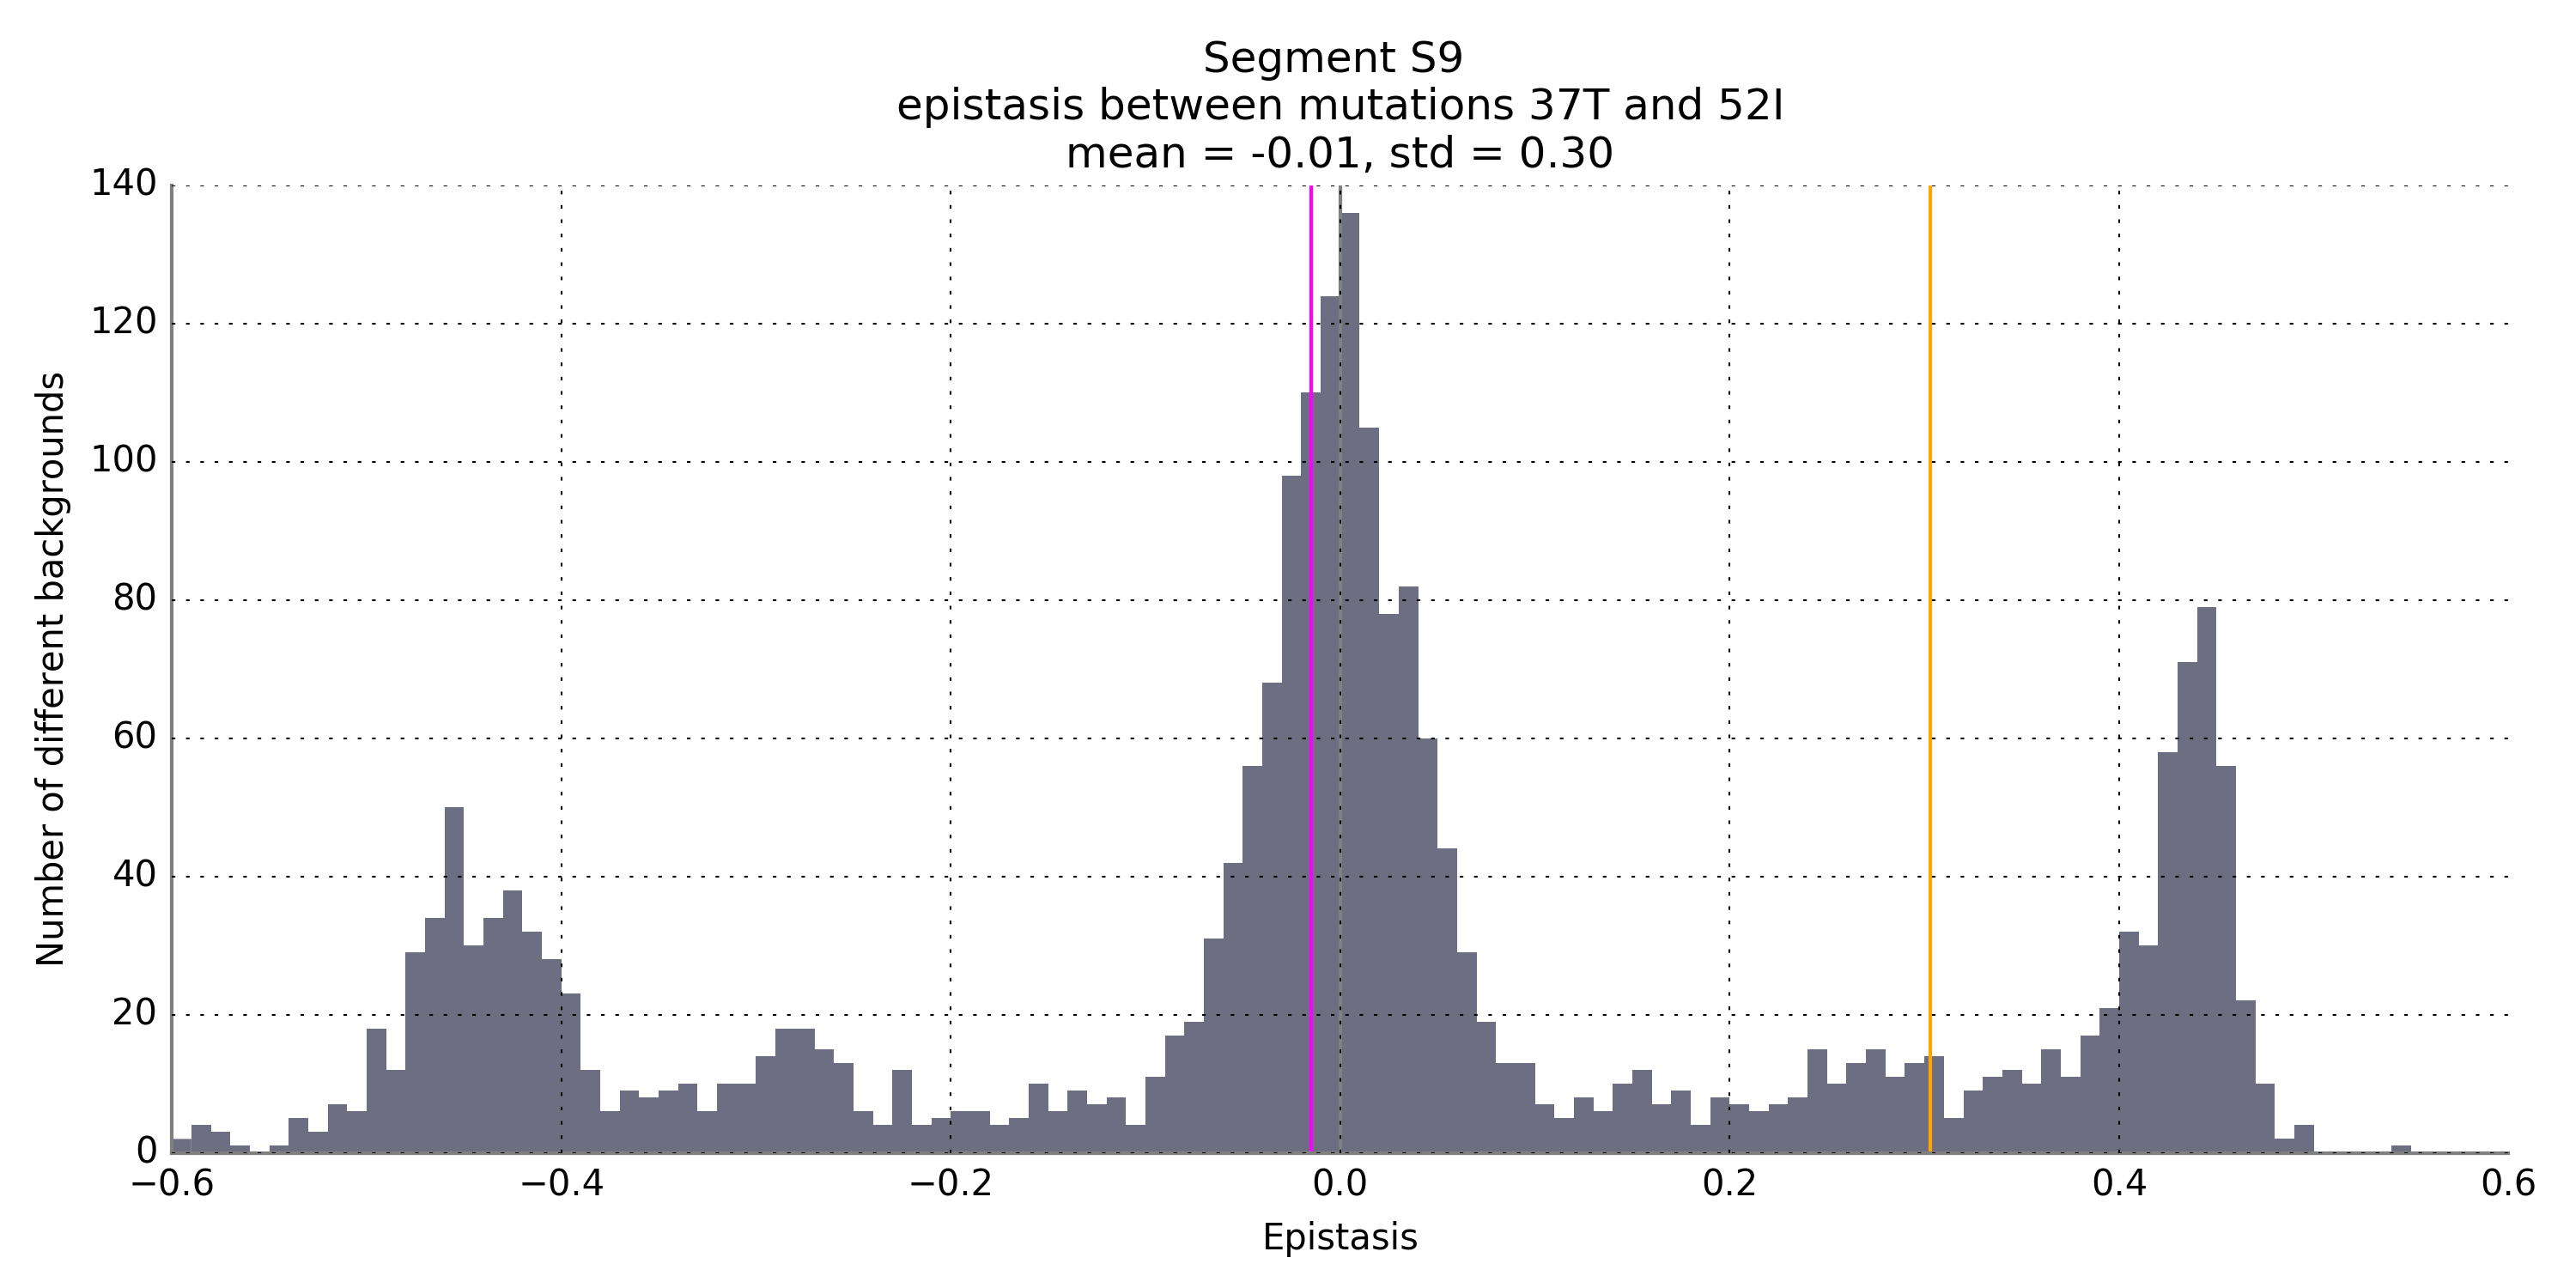 Segment S9
epistasis between mutations 37T and 52I
mean = -0.01, std = 0.30
140
120
100
80
60
40
20
0
Number of different backgrounds
−0.6 −0.4 −0.2 0.0 0.2 0.4 0.6
Epistasis